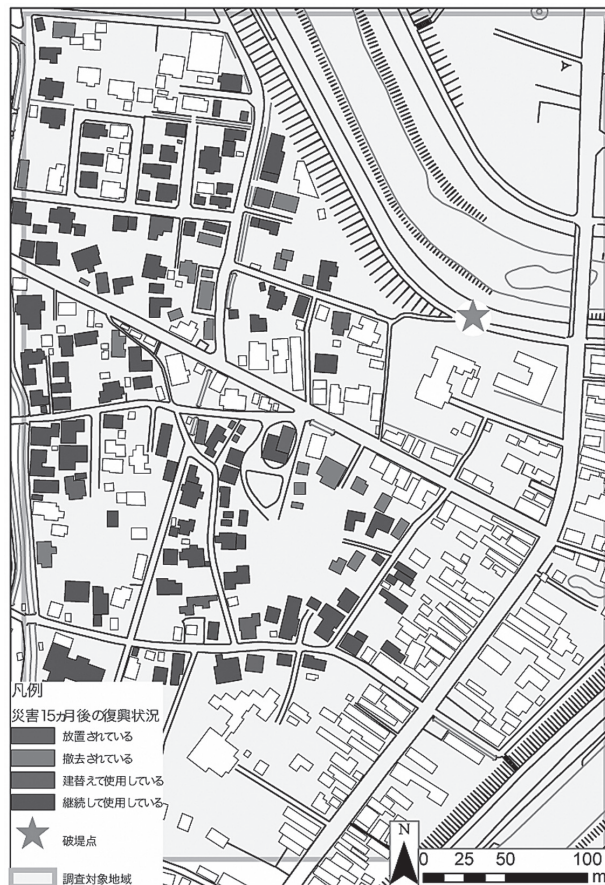 凡例
災害15カ月後の復興状況
放置されている
撤去されている
建替えて使用している
継続して使用している
破堤点
調査対象地域
N
0 25 50 100
m